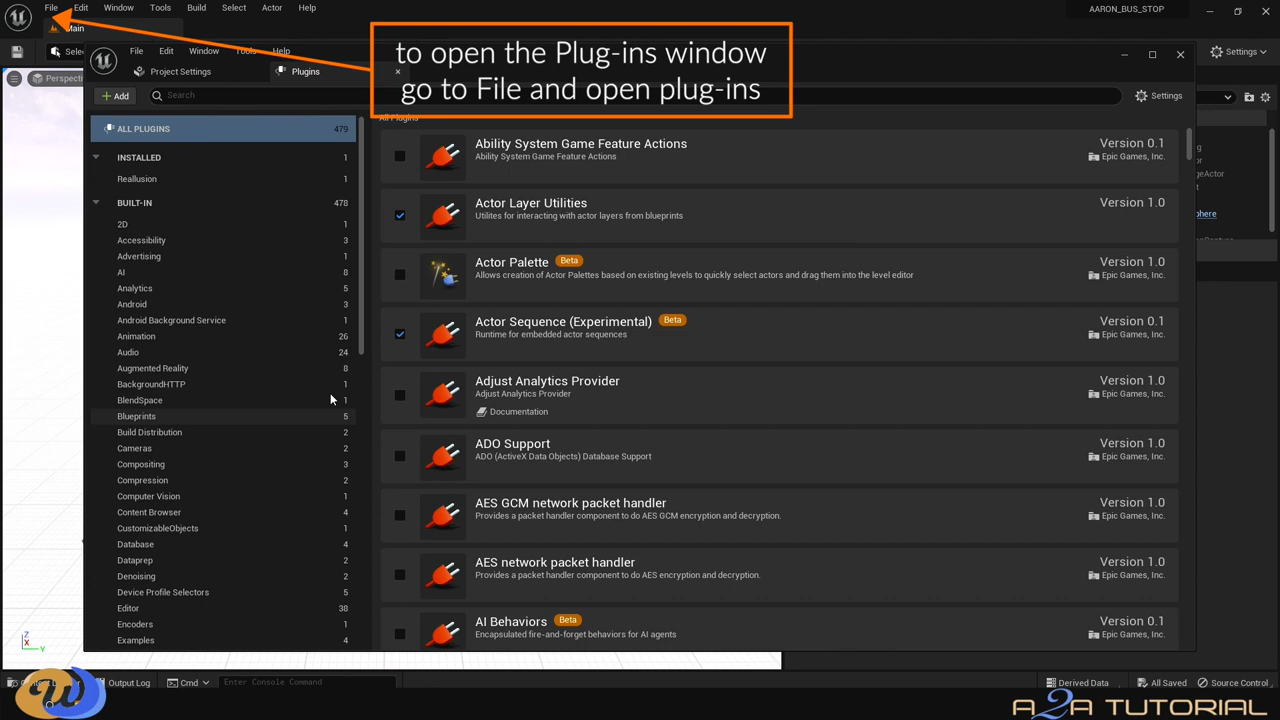 File Edit Window Tools Build Select Actor Help
AARON_BUS_STOP
Main
to open the Plug-ins window
go to File and open plug-ins
Settings
File Edit Window Tools Help
Project Settings
Plugins
Add
Search
Settings
All Plugins
ALL PLUGINS 479
INSTALLED 1
Reallusion 1
BUILT-IN 478
2D 1
Accessibility 3
Advertising 1
AI 8
Analytics 5
Android 3
Android Background Service 1
Animation 26
Audio 24
Augmented Reality 8
BackgroundHTTP 1
BlendSpace 1
Blueprints 5
Build Distribution 2
Cameras 2
Compositing 3
Compression 2
Computer Vision 1
Content Browser 4
CustomizableObjects 1
Database 4
Dataprep 2
Denoising 2
Device Profile Selectors 5
Editor 38
Encoders 1
Examples 4
Ability System Game Feature Actions Version 0.1
Ability System Game Feature Actions Epic Games, Inc.
Actor Layer Utilities Version 1.0
Utilites for interacting with actor layers from blueprints Epic Games, Inc.
Actor Palette Beta Version 1.0
Allows creation of Actor Palettes based on existing levels to quickly select actors and drag them into the level editor Epic Games, Inc.
Actor Sequence (Experimental) Beta Version 0.1
Runtime for embedded actor sequences Epic Games, Inc.
Adjust Analytics Provider Version 1.0
Adjust Analytics Provider Epic Games, Inc.
Documentation
ADO Support Version 1.0
ADO (ActiveX Data Objects) Database Support Epic Games, Inc.
AES GCM network packet handler Version 1.0
Provides a packet handler component to do AES GCM encryption and decryption. Epic Games, Inc.
AES network packet handler Version 1.0
Provides a packet handler component to do AES encryption and decryption. Epic Games, Inc.
AI Behaviors Beta Version 0.1
Encapsulated fire-and-forget behaviors for AI agents Epic Games, Inc.
Output Log
Cmd
Enter Console Command
Derived Data
All Saved
Source Control
A2A TUTORIAL